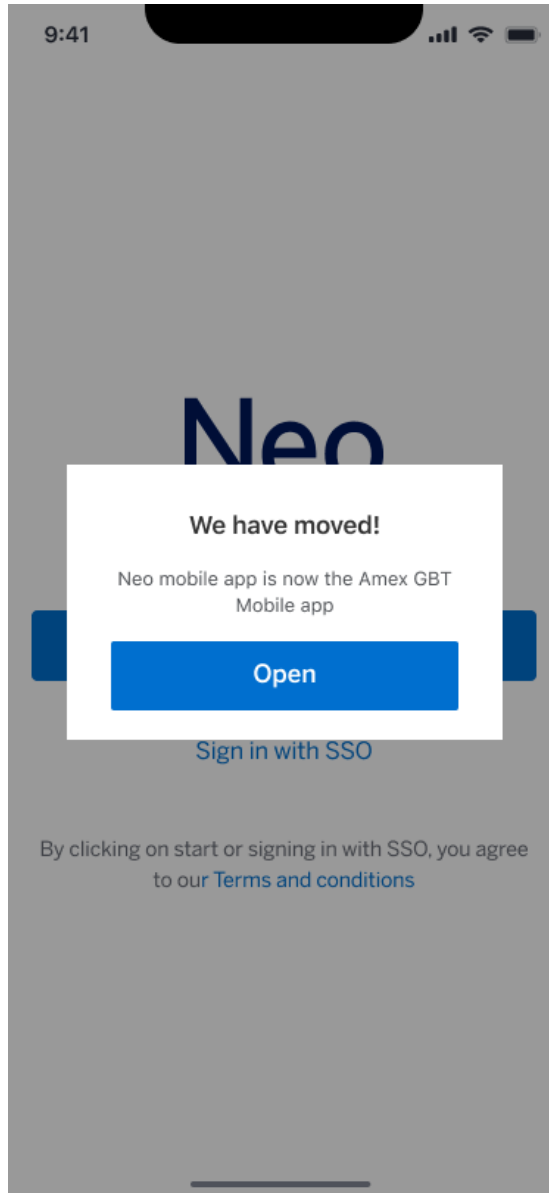 9:41
Neo
We have moved!
Neo mobile app is now the Amex GBT
Mobile app
Open
Sign in with SSO
By clicking on start or signing in with SSO, you agree
to our Terms and conditions